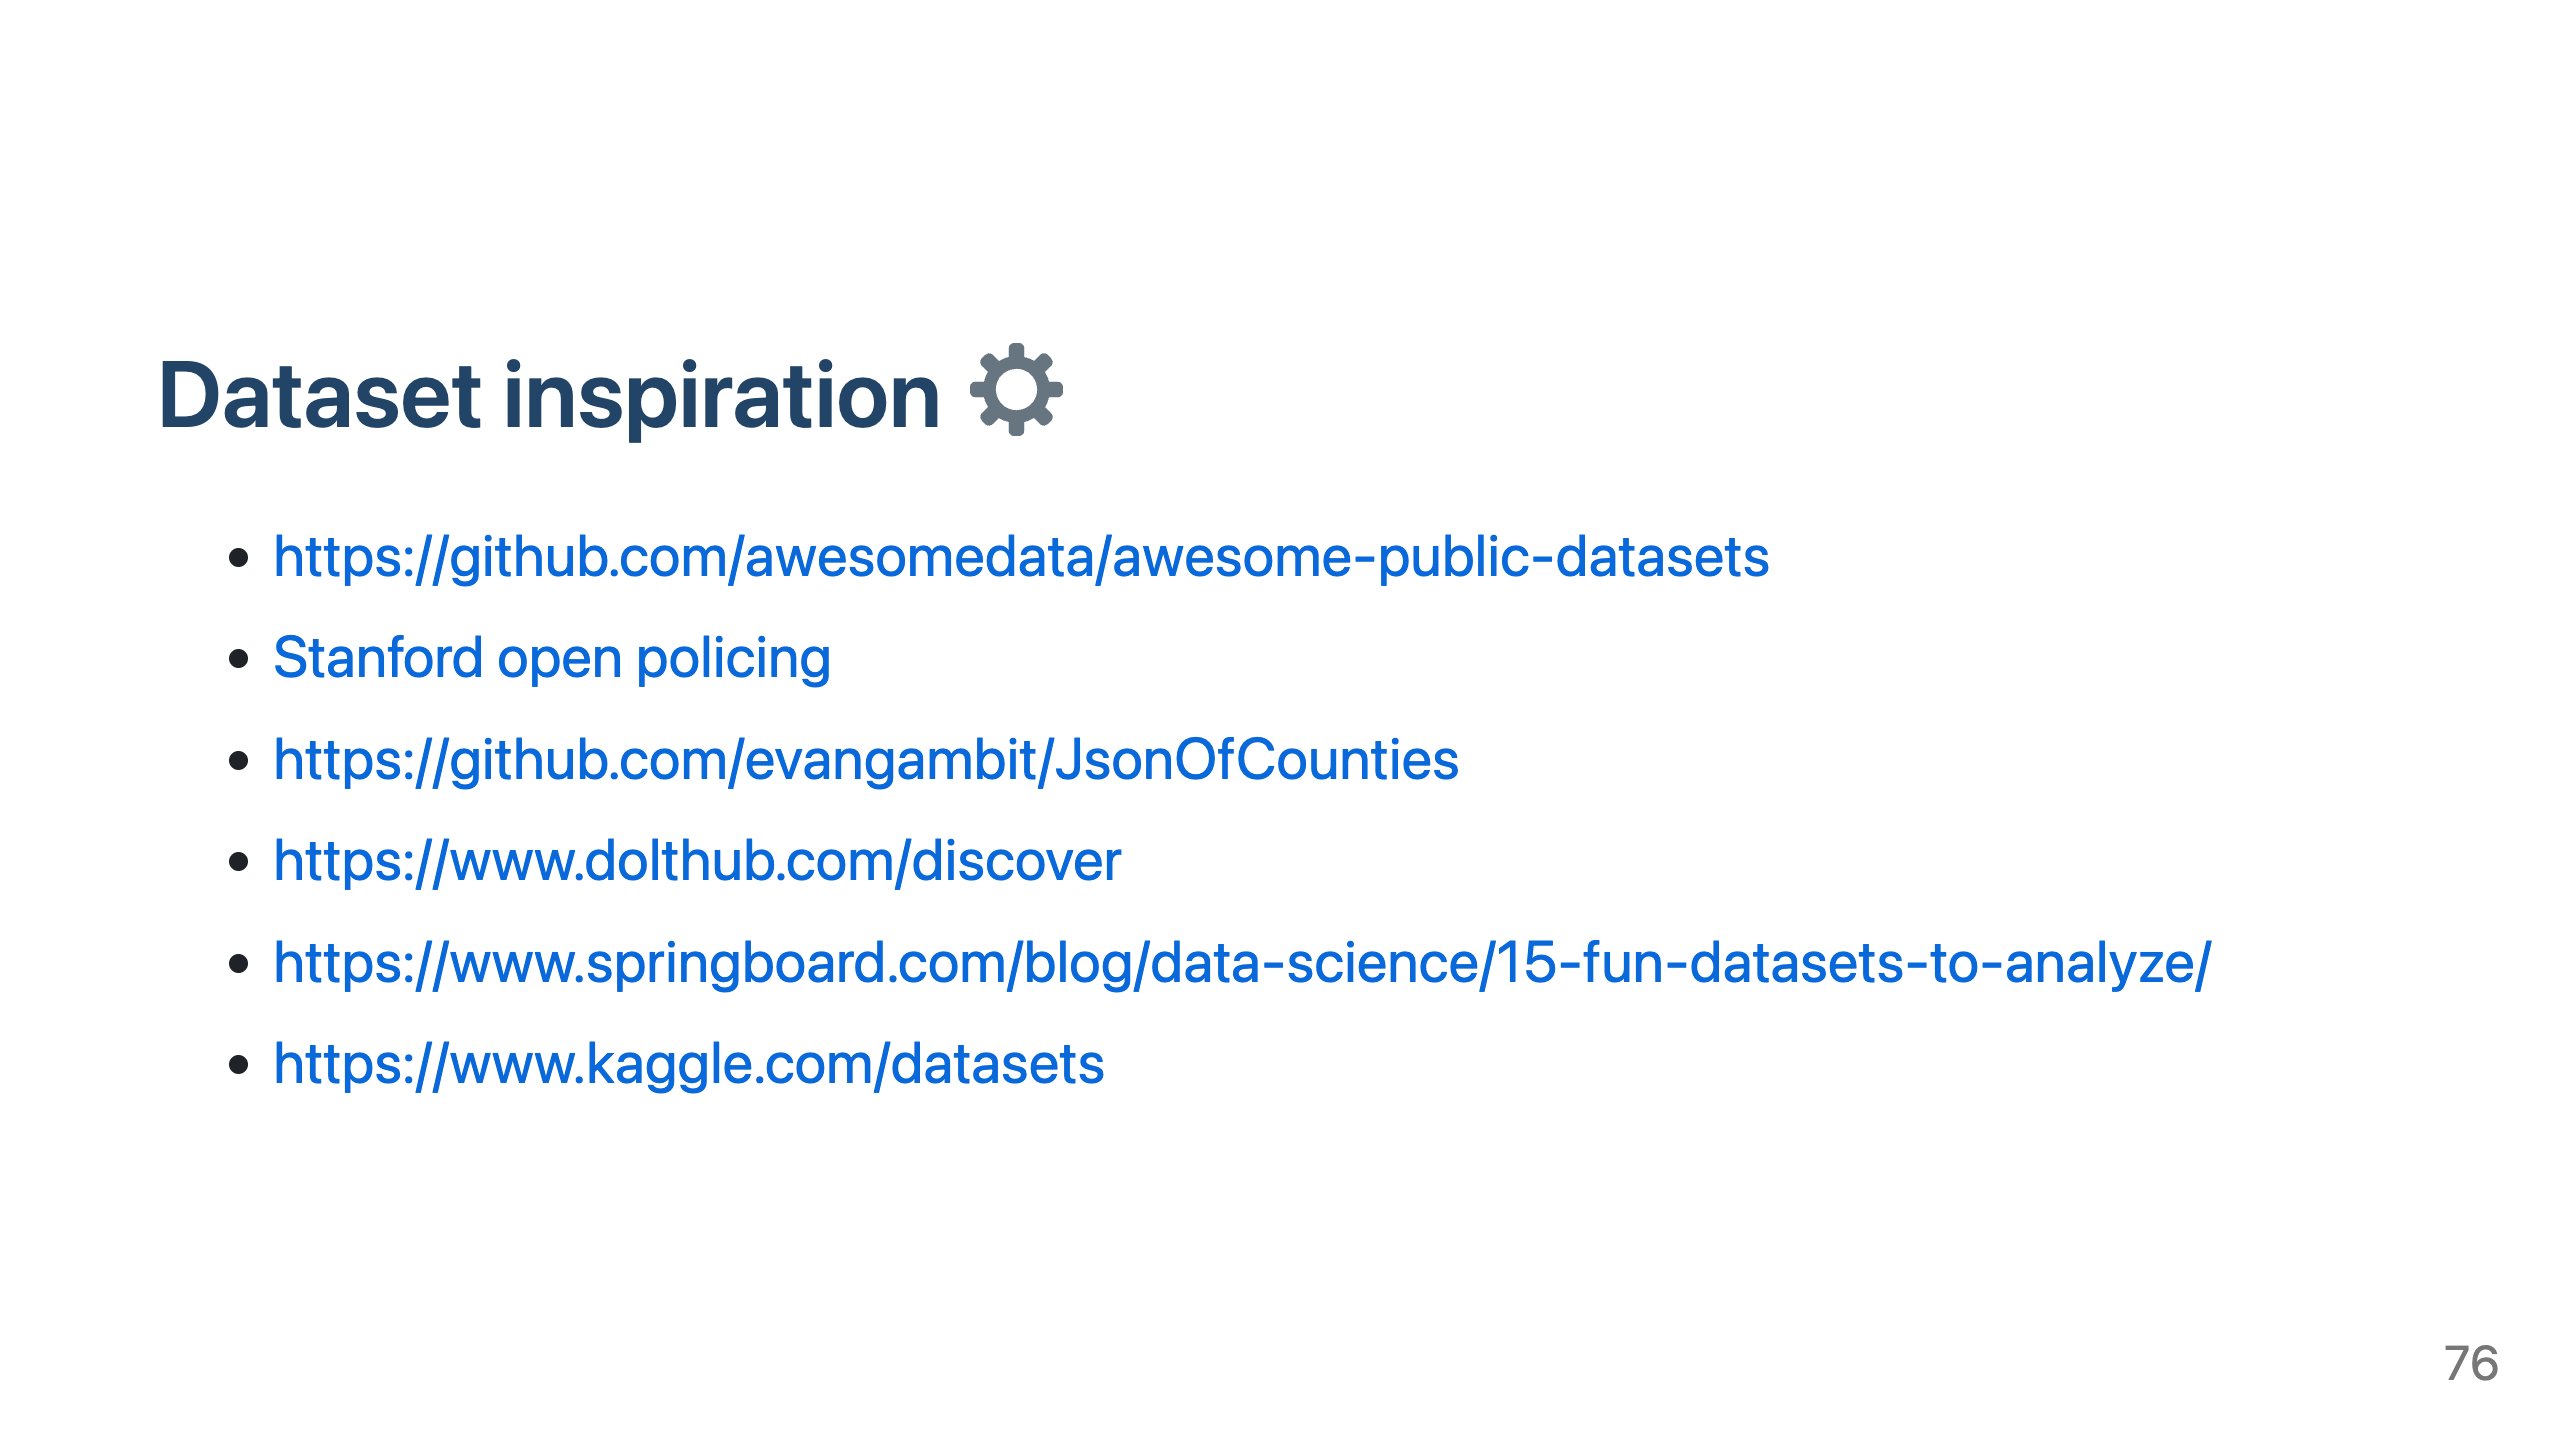 Dataset inspiration
https://github.com/awesomedata/awesome-public-datasets
Stanford open policing
https://github.com/evangambit/JsonOfCounties
https://www.dolthub.com/discover
https://www.springboard.com/blog/data-science/15-fun-datasets-to-analyze/
https://www.kaggle.com/datasets
76